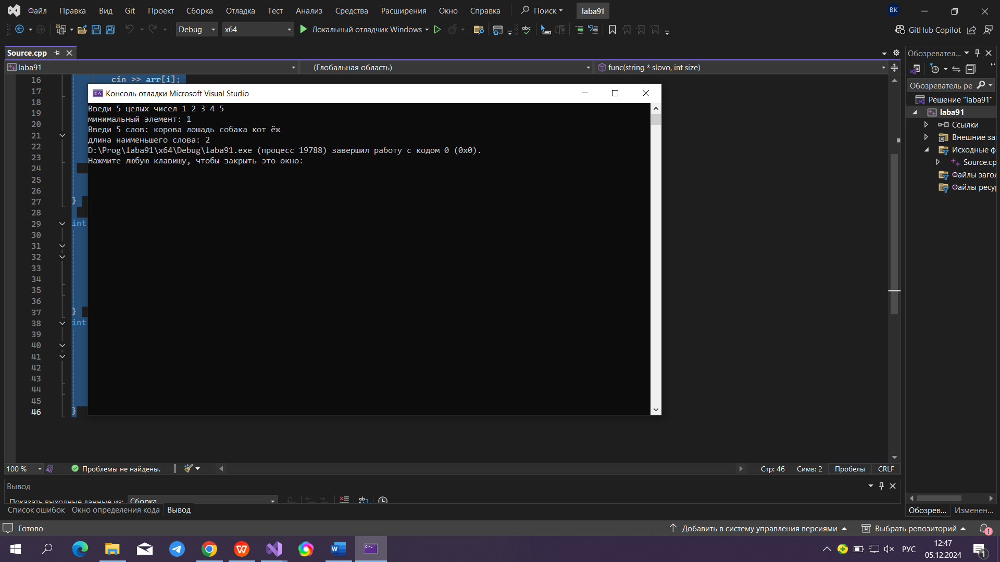 Файл Правка Вид Git Проект Сборка Отладка Тест Анализ Средства Расширения Окно Справка Поиск laba91 ВК
Debug x64 Локальный отладчик Windows GitHub Copilot
Source.cpp
laba91 (Глобальная область) func(string * slovo, int size)
Обозревател...
Обозреватель ре
Решение "laba91"
laba91
Ссылки
Внешние за
Исходные ф
Source.cp
Файлы загол
Файлы ресур
16 cin >> arr[i];
17
18
19
20
21
22
23
24
25
26
27 }
28
29 int
30
31
32
33
34
35
36
37 }
38 int
39
40
41
42
43
44
45
46 }
Консоль отладки Microsoft Visual Studio
Введи 5 целых чисел 1 2 3 4 5
минимальный элемент: 1
Введи 5 слов: корова лошадь собака кот ёж
длина наименьшего слова: 2
D:\Prog\laba91\x64\Debug\laba91.exe (процесс 19788) завершил работу с кодом 0 (0x0).
Нажмите любую клавишу, чтобы закрыть это окно:
100 % Проблемы не найдены. Стр: 46 Симв: 2 Пробелы CRLF
Вывод
Показать выходные данные из: Сборка
Список ошибок Окно определения кода Вывод
Обозрев... Изменен...
Готово Добавить в систему управления версиями Выбрать репозиторий 1
РУС 12:47
05.12.2024 1